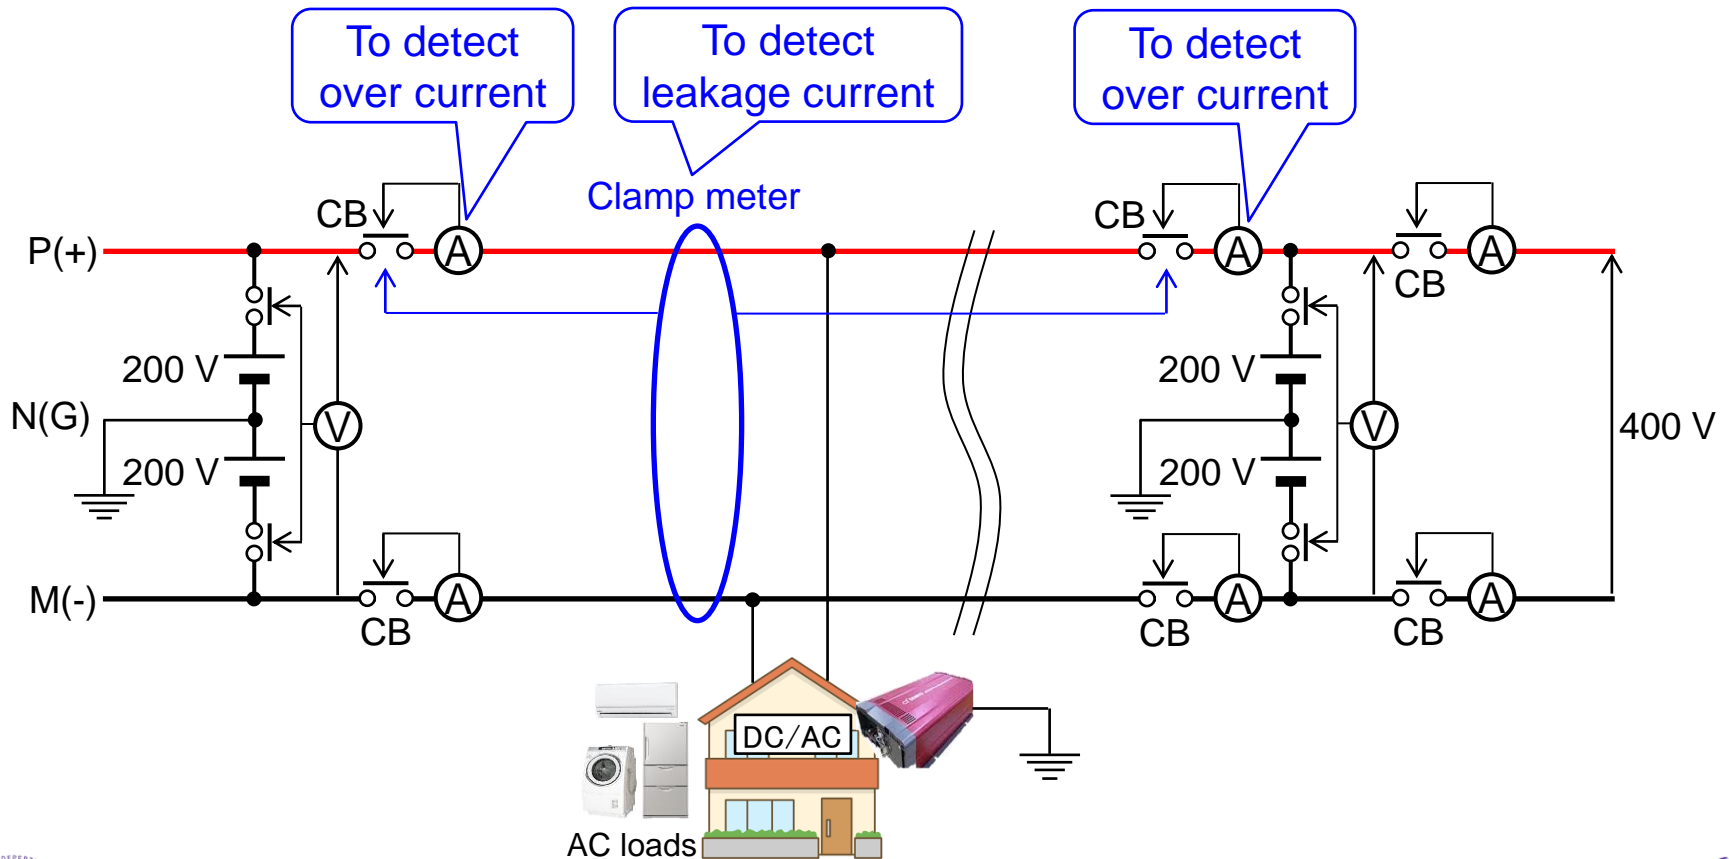 To detect
over current
To detect
leakage current
To detect
over current
Clamp meter
CB
CB
P(+)
A
A
A
CB
200 V
200 V
N(G)
V
V
400 V
200 V
200 V
M(-)
A
A
A
CB
CB
CB
DC/AC
AC loads